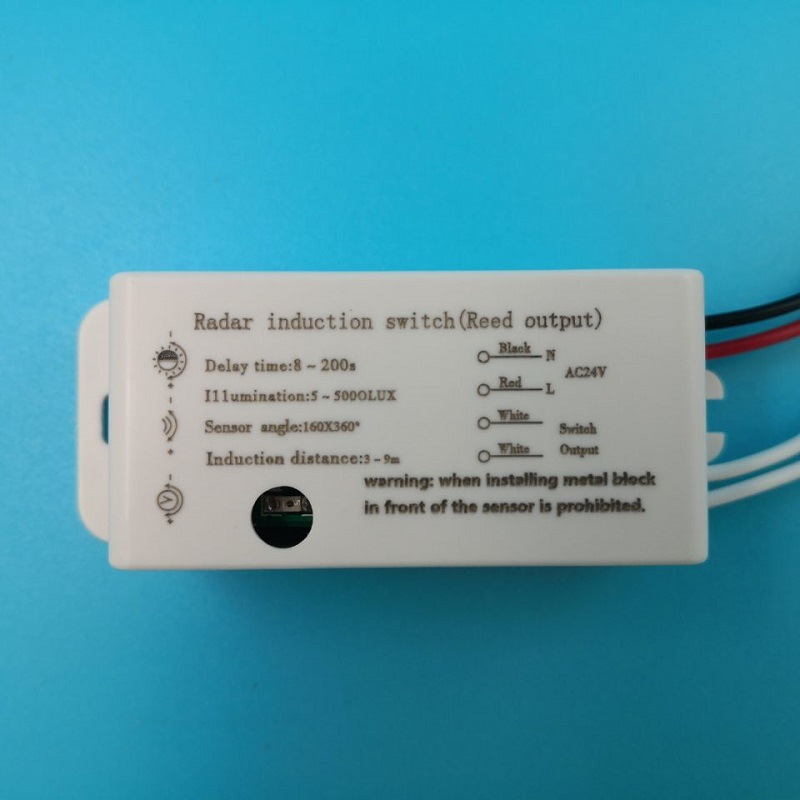 Radar induction switch(Reed output)
Delay time:8 ~ 200s
Illumination:5 ~ 5000LUX
Sensor angle:160X360°
Induction distance:3 ~ 9m
Black N
Red L
AC24V
White
White
Switch
Output
warning: when installing metal block
in front of the sensor is prohibited.